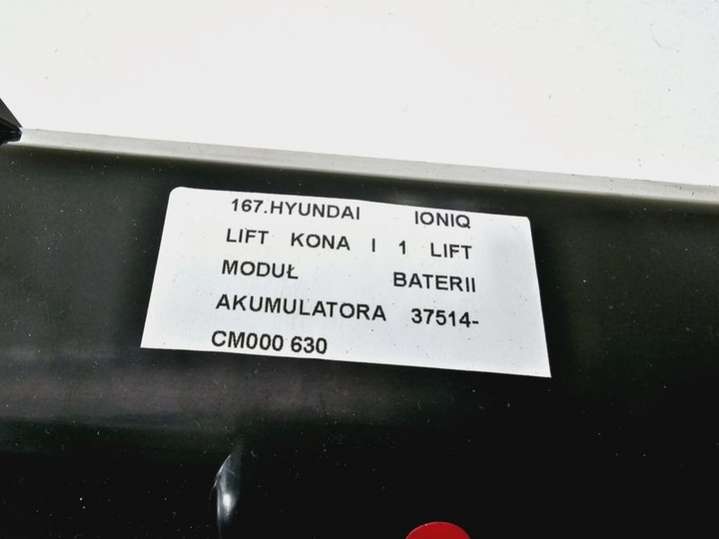 167.HYUNDAI IONIQ
LIFT KONA I 1 LIFT
MODUŁ BATERII
AKUMULATORA 37514-
CM000 630